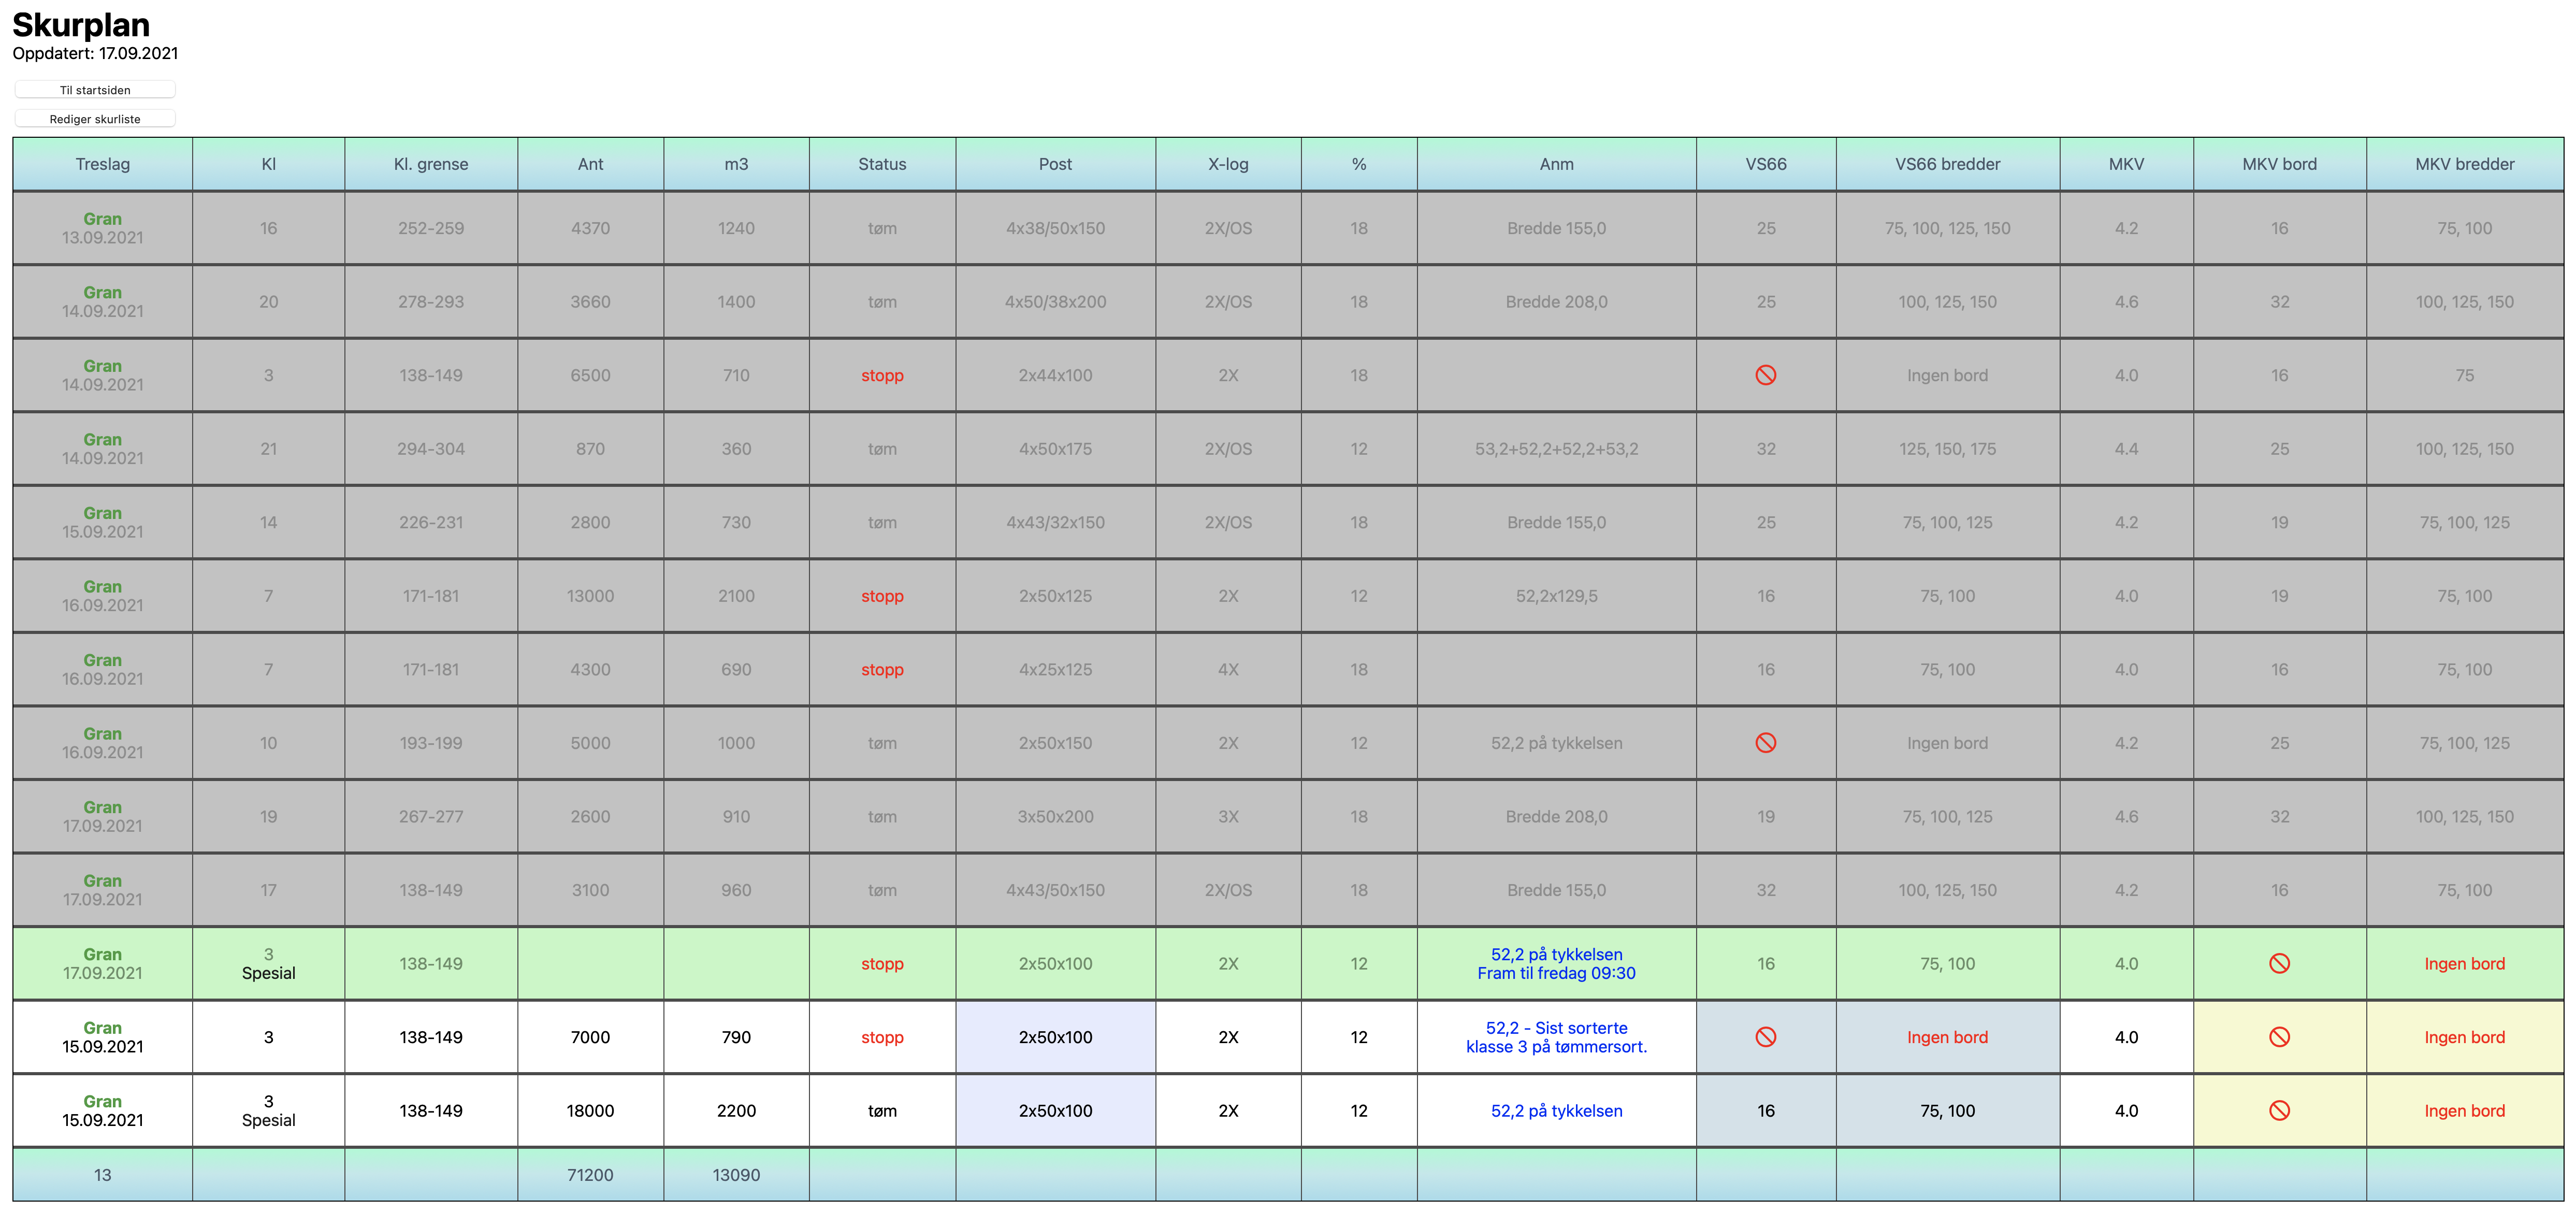 Skurplan
Oppdatert: 17.09.2021
Til startsiden
Rediger skurliste
Treslag Kl Kl. grense Ant m3 Status Post X-log % Anm VS66 VS66 bredder MKV MKV bord MKV bredder
Gran
13.09.2021 16 252-259 4370 1240 tøm 4x38/50x150 2X/OS 18 Bredde 155,0 25 75, 100, 125, 150 4.2 16 75, 100
Gran
14.09.2021 20 278-293 3660 1400 tøm 4x50/38x200 2X/OS 18 Bredde 208,0 25 100, 125, 150 4.6 32 100, 125, 150
Gran
14.09.2021 3 138-149 6500 710 stopp 2x44x100 2X 18 Ingen bord 4.0 16 75
Gran
14.09.2021 21 294-304 870 360 tøm 4x50x175 2X/OS 12 53,2+52,2+52,2+53,2 32 125, 150, 175 4.4 25 100, 125, 150
Gran
15.09.2021 14 226-231 2800 730 tøm 4x43/32x150 2X/OS 18 Bredde 155,0 25 75, 100, 125 4.2 19 75, 100, 125
Gran
16.09.2021 7 171-181 13000 2100 stopp 2x50x125 2X 12 52,2x129,5 16 75, 100 4.0 19 75, 100
Gran
16.09.2021 7 171-181 4300 690 stopp 4x25x125 4X 18 16 75, 100 4.0 16 75, 100
Gran
16.09.2021 10 193-199 5000 1000 tøm 2x50x150 2X 12 52,2 på tykkelsen Ingen bord 4.2 25 75, 100, 125
Gran
17.09.2021 19 267-277 2600 910 tøm 3x50x200 3X 18 Bredde 208,0 19 75, 100, 125 4.6 32 100, 125, 150
Gran
17.09.2021 17 138-149 3100 960 tøm 4x43/50x150 2X/OS 18 Bredde 155,0 32 100, 125, 150 4.2 16 75, 100
Gran 3 52,2 på tykkelsen
17.09.2021 Spesial 138-149 stopp 2x50x100 2X 12 Fram til fredag 09:30 16 75, 100 4.0 Ingen bord
Gran 52,2 - Sist sorterte
15.09.2021 3 138-149 7000 790 stopp 2x50x100 2X 12 klasse 3 på tømmersort. Ingen bord 4.0 Ingen bord
Gran 3
15.09.2021 Spesial 138-149 18000 2200 tøm 2x50x100 2X 12 52,2 på tykkelsen 16 75, 100 4.0 Ingen bord
13 71200 13090